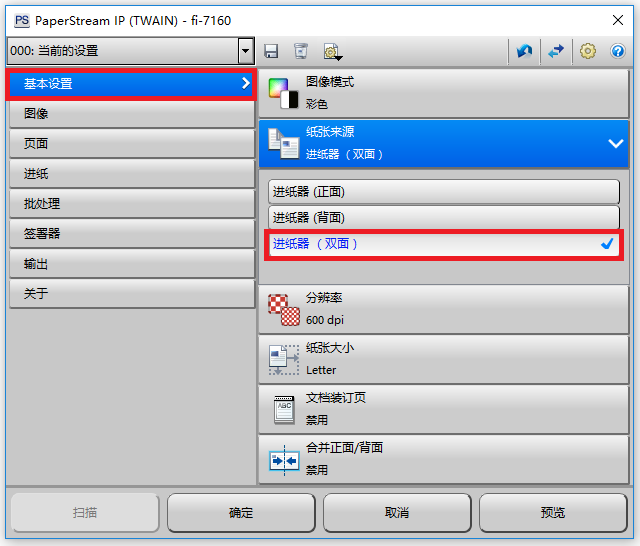 PS PaperStream IP (TWAIN) - fi-7160
000: 当前的设置
基本设置
图像
页面
进纸
批处理
签署器
输出
关于
图像模式
彩色
纸张来源
进纸器（双面）
进纸器 (正面)
进纸器 (背面)
进纸器 （双面）
分辨率
600 dpi
纸张大小
Letter
文档装订页
ABC
禁用
合并正面/背面
禁用
扫描
确定
取消
预览